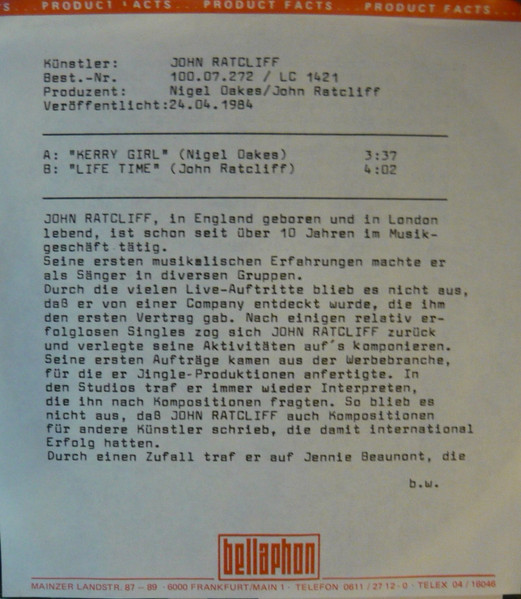 S ... PRODUCT FACTS ... PRODUCT FACTS ... PRODUCT FACTS ...
Künstler: JOHN RATCLIFF
Best.-Nr. 100.07.272 / LC 1421
Produzent: Nigel Oakes/John Ratcliff
Veröffentlicht:24.04.1984
A: "KERRY GIRL" (Nigel Oakes) 3:37
B: "LIFE TIME" (John Ratcliff) 4:02
JOHN RATCLIFF, in England geboren und in London
lebend, ist schon seit über 10 Jahren im Musik-
geschäft tätig.
Seine ersten musikalischen Erfahrungen machte er
als Sänger in diversen Gruppen.
Durch die vielen Live-Auftritte blieb es nicht aus,
daß er von einer Company entdeckt wurde, die ihm
den ersten Vertrag gab. Nach einigen relativ er-
folglosen Singles zog sich JOHN RATCLIFF zurück
und verlegte seine Aktivitäten auf's komponieren.
Seine ersten Aufträge kamen aus der Werbebranche,
für die er Jingle-Produktionen anfertigte. In
den Studios traf er immer wieder Interpreten,
die ihn nach Kompositionen fragten. So blieb es
nicht aus, daß JOHN RATCLIFF auch Kompositionen
für andere Künstler schrieb, die damit international
Erfolg hatten.
Durch einen Zufall traf er auf Jennie Beaumont, die
b.w.
bellaphon
MAINZER LANDSTR. 87 – 89 · 6000 FRANKFURT/MAIN 1 · TELEFON 0611 / 27 12 - 0 · TELEX 04 / 16046